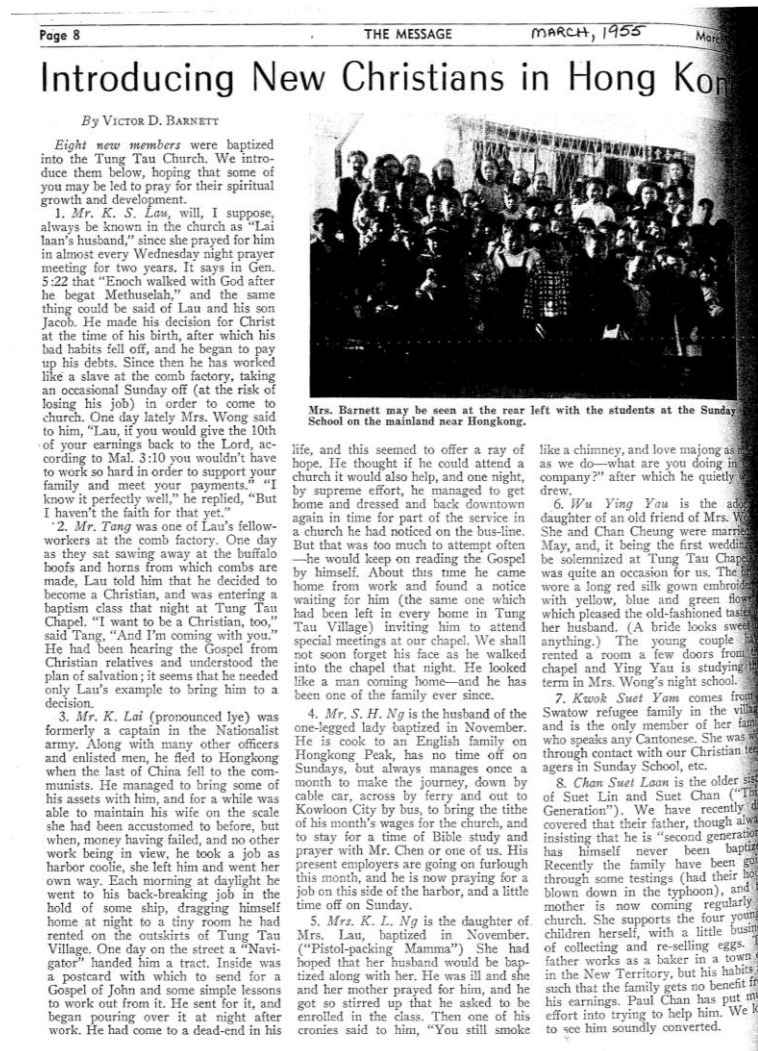 Page 8
THE MESSAGE
MARCH, 1955
Introducing New Christians in Hong
By VICTOR D. BARNETT
Eight new members were baptized
into the Tung Tau Church. We intro-
duce them below, hoping that some of
you may be led to pray for their spiritual
growth and development.
1. Mr. K. S. Lau, will, I suppose,
always be known in the church as "Lai
laan's husband," since she prayed for him
in almost every Wednesday night prayer
meeting for two years. It says in Gen.
5:22 that "Enoch walked with God after
he begat Methuselah," and the same
thing could be said of Lau and his son
Jacob. He made his decision for Christ
at the time of his birth, after which his
bad habits fell off, and he began to pay
up his debts. Since then he has worked
like a slave at the comb factory, taking
an occasional Sunday off (at the risk of
losing his job) in order to come to
church. One day lately Mrs. Wong said
to him, "Lau, if you would give the 10th
of your earnings back to the Lord, ac-
cording to Mal. 3:10 you wouldn't have
to work so hard in order to support your
family and meet your payments." "I
know it perfectly well," he replied, "But
I haven't the faith for that yet."
2. Mr. Tang was one of Lau's fellow-
workers at the comb factory. One day
as they sat sawing away at the buffalo
hoofs and horns from which combs are
made, Lau told him that he decided to
become a Christian, and was entering a
baptism class that night at Tung Tau
Chapel. "I want to be a Christian, too,"
said Tang, "And I'm coming with you."
He had been hearing the Gospel from
Christian relatives and understood the
plan of salvation; it seems that he needed
only Lau's example to bring him to a
decision.
3. Mr. K. Lai (pronounced lye) was
formerly a captain in the Nationalist
army. Along with many other officers
and enlisted men, he fled to Hongkong
when the last of China fell to the com-
munists. He managed to bring some of
his assets with him, and for a while was
able to maintain his wife on the scale
she had been accustomed to before, but
when, money having failed, and no other
work being in view, he took a job as
harbor coolie, she left him and went her
own way. Each morning at daylight he
went to his back-breaking job in the
hold of some ship, dragging himself
home at night to a tiny room he had
rented on the outskirts of Tung Tau
Village. One day on the street a "Navi-
gator" handed him a tract. Inside was
a postcard with which to send for a
Gospel of John and some simple lessons
to work out from it. He sent for it, and
began pouring over it at night after
work. He had come to a dead-end in his
Mrs. Barnett may be seen at the rear left with the students at the Sunday
School on the mainland near Hongkong.
life, and this seemed to offer a ray of
hope. He thought if he could attend a
church it would also help, and one night,
by supreme effort, he managed to get
home and dressed and back downtown
again in time for part of the service in
a church he had noticed on the bus-line.
But that was too much to attempt often
—he would keep on reading the Gospel
by himself. About this time he came
home from work and found a notice
waiting for him (the same one which
had been left in every home in Tung
Tau Village) inviting him to attend
special meetings at our chapel. We shall
not soon forget his face as he walked
into the chapel that night. He looked
like a man coming home—and he has
been one of the family ever since.
4. Mr. S. H. Ng is the husband of the
one-legged lady baptized in November.
He is cook to an English family on
Hongkong Peak, has no time off on
Sundays, but always manages once a
month to make the journey, down by
cable car, across by ferry and out to
Kowloon City by bus, to bring the tithe
of his month's wages for the church, and
to stay for a time of Bible study and
prayer with Mr. Chen or one of us. His
present employers are going on furlough
this month, and he is now praying for a
job on this side of the harbor, and a little
time off on Sunday.
5. Mrs. K. L. Ng is the daughter of
Mrs. Lau, baptized in November.
("Pistol-packing Mamma") She had
hoped that her husband would be bap-
tized along with her. He was ill and she
and her mother prayed for him, and he
got so stirred up that he asked to be
enrolled in the class. Then one of his
cronies said to him, "You still smoke
like a chimney, and love majong as
as we do—what are you doing in
company?" after which he quietly
drew.
6. Wu Ying Yau is the
daughter of an old friend of Mrs.
She and Chan Cheung were
May, and, it being the first
be solemnized at Tung Tau
was quite an occasion for us. The
wore a long red silk gown
with yellow, blue and green
which pleased the old-fashioned
her husband. (A bride looks
anything.) The young couple
rented a room a few doors from
chapel and Ying Yau is studying
term in Mrs. Wong's night school.
7. Kwok Suet Yam comes from
Swatow refugee family in the
and is the only member of her
who speaks any Cantonese. She was
through contact with our Christian
agers in Sunday School, etc.
8. Chan Suet Laan is the older
of Suet Lin and Suet Chan
Generation"). We have recently
covered that their father, though
insisting that he is "second
has himself never been
Recently the family have been
through some testings (had their
blown down in the typhoon), and
mother is now coming regularly
church. She supports the four
children herself, with a little
of collecting and re-selling eggs.
father works as a baker in a town
in the New Territory, but his habits
such that the family gets no benefit
his earnings. Paul Chan has put
effort into trying to help him. We
to see him soundly converted.